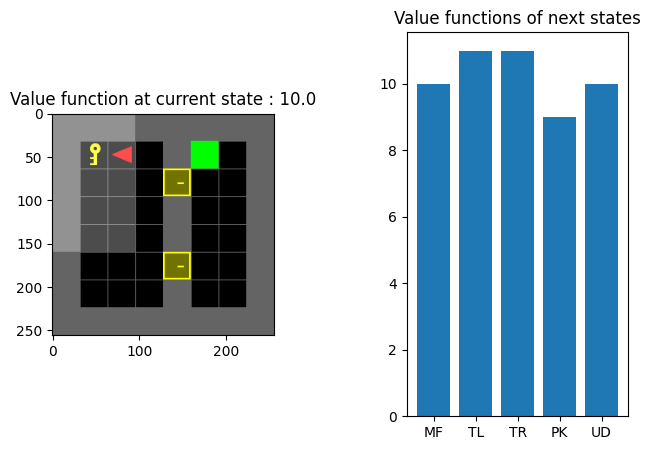 Value functions of next states
Value function at current state : 10.0
0
50
100
150
200
250
0
100
200
10
8
6
4
2
0
MF
TL
TR
PK
UD